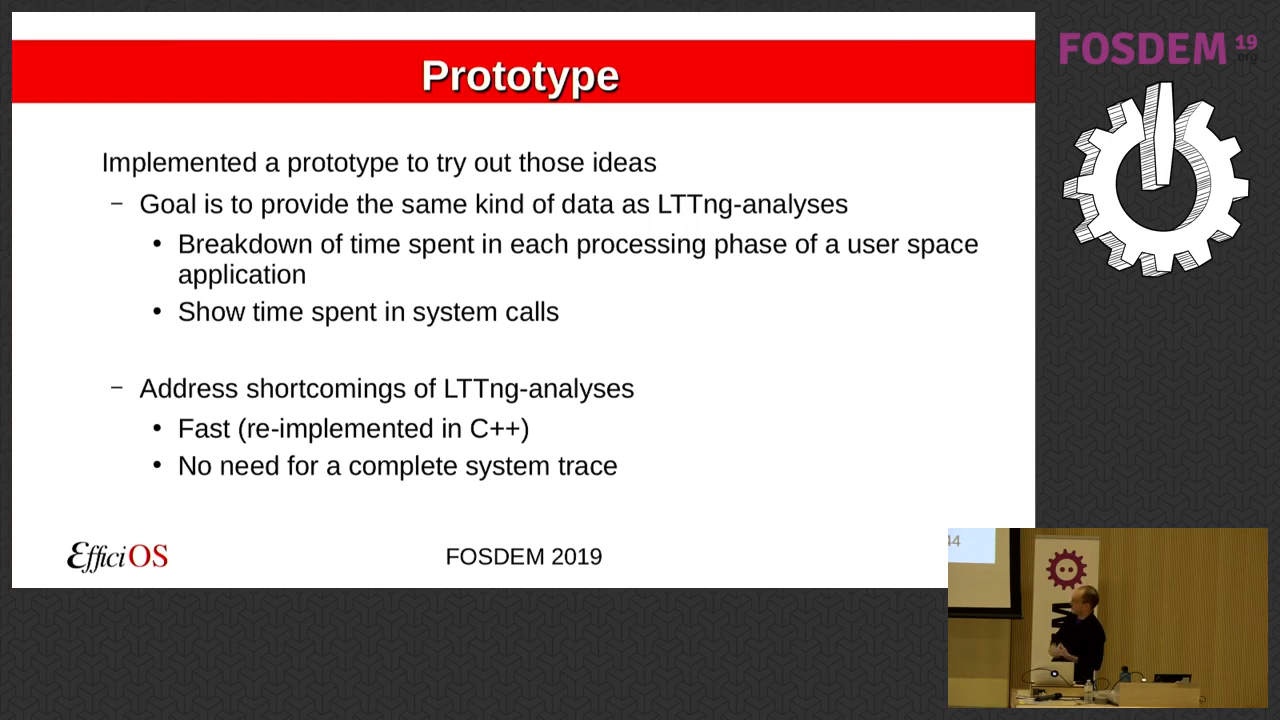 Prototype
Implemented a prototype to try out those ideas
– Goal is to provide the same kind of data as LTTng-analyses
• Breakdown of time spent in each processing phase of a user space
application
• Show time spent in system calls
– Address shortcomings of LTTng-analyses
• Fast (re-implemented in C++)
• No need for a complete system trace
EfficiOS
FOSDEM 2019
FOSDEM 19
.org
44